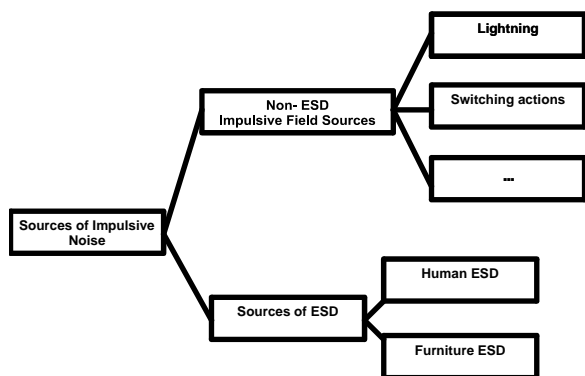 Lightning
Non- ESD
Impulsive Field Sources
Switching actions
...
Sources of Impulsive
Noise
Human ESD
Sources of ESD
Furniture ESD